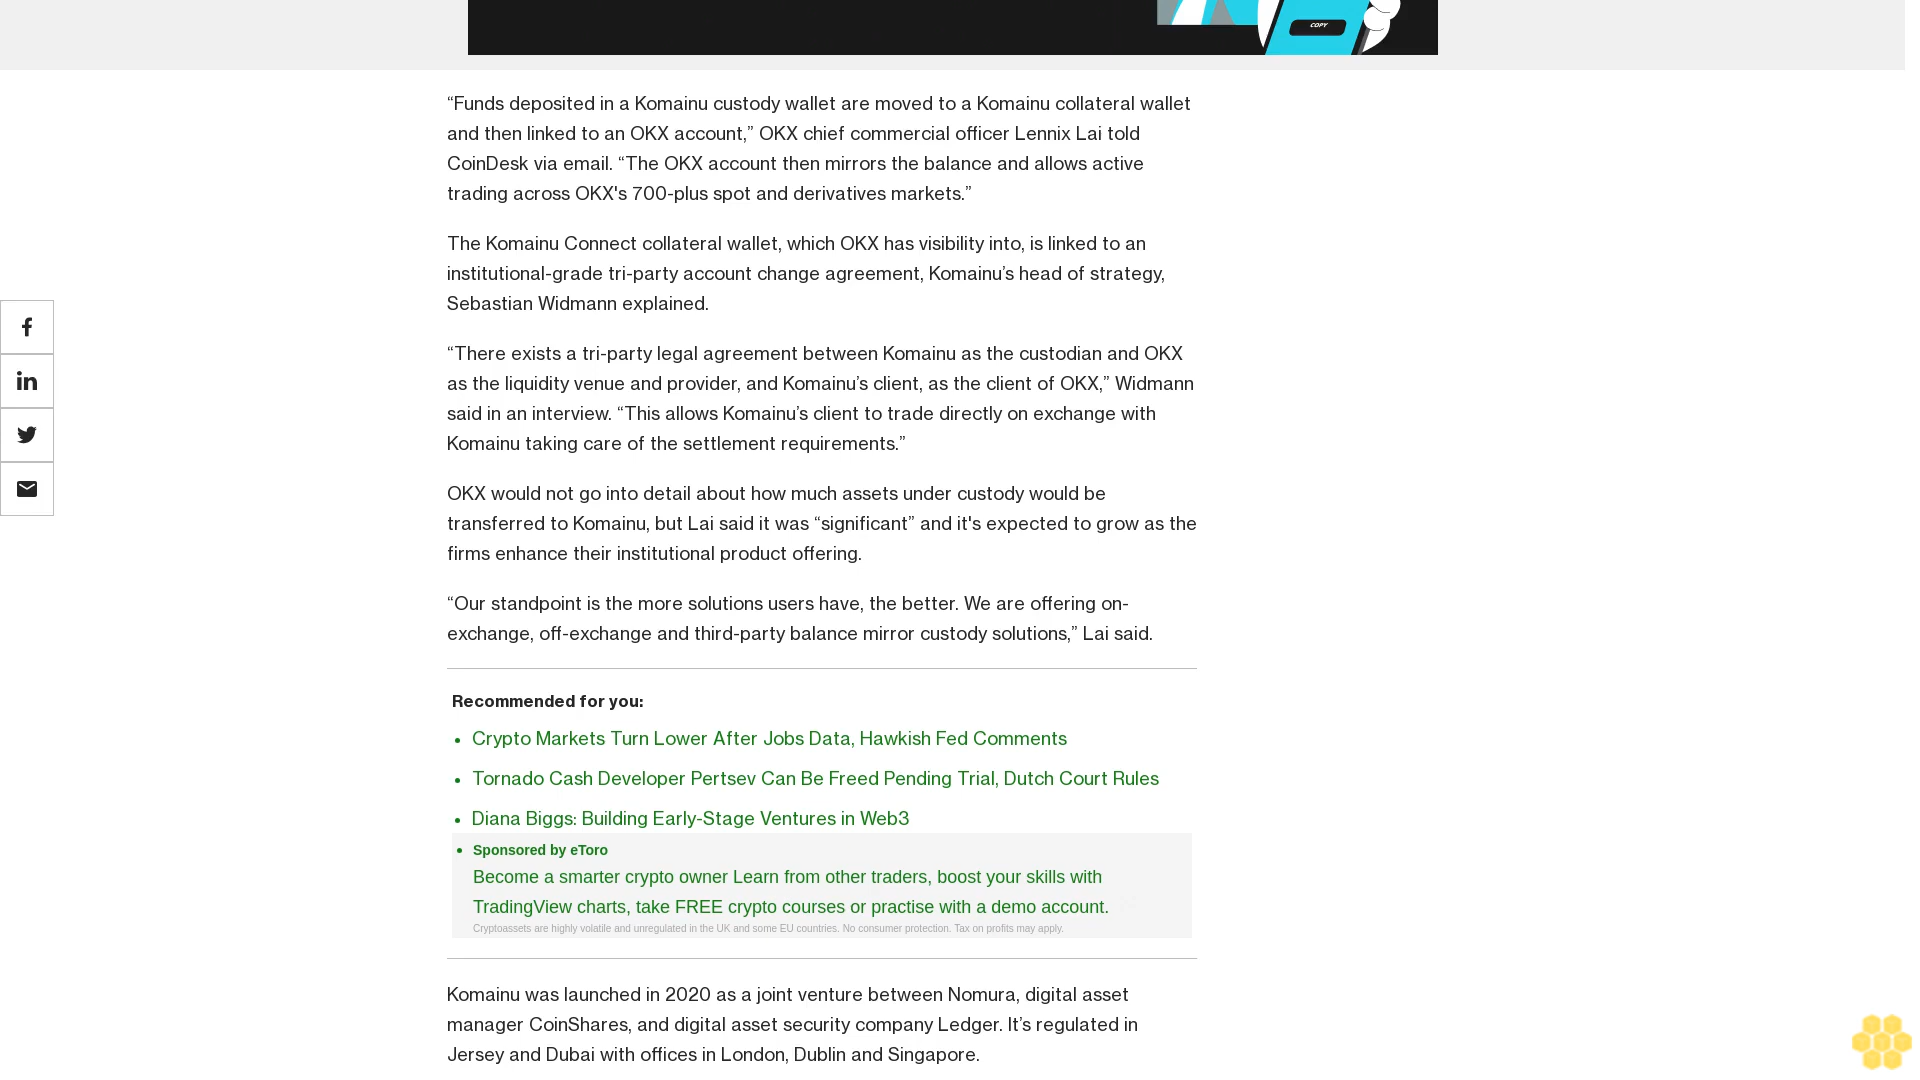 COPY
“Funds deposited in a Komainu custody wallet are moved to a Komainu collateral wallet
and then linked to an OKX account,” OKX chief commercial officer Lennix Lai told
CoinDesk via email. “The OKX account then mirrors the balance and allows active
trading across OKX's 700-plus spot and derivatives markets.”
The Komainu Connect collateral wallet, which OKX has visibility into, is linked to an
institutional-grade tri-party account change agreement, Komainu’s head of strategy,
Sebastian Widmann explained.
“There exists a tri-party legal agreement between Komainu as the custodian and OKX
as the liquidity venue and provider, and Komainu’s client, as the client of OKX,” Widmann
said in an interview. “This allows Komainu’s client to trade directly on exchange with
Komainu taking care of the settlement requirements.”
OKX would not go into detail about how much assets under custody would be
transferred to Komainu, but Lai said it was “significant” and it's expected to grow as the
firms enhance their institutional product offering.
“Our standpoint is the more solutions users have, the better. We are offering on-
exchange, off-exchange and third-party balance mirror custody solutions,” Lai said.
Recommended for you:
• Crypto Markets Turn Lower After Jobs Data, Hawkish Fed Comments
• Tornado Cash Developer Pertsev Can Be Freed Pending Trial, Dutch Court Rules
• Diana Biggs: Building Early-Stage Ventures in Web3
• Sponsored by eToro
Become a smarter crypto owner Learn from other traders, boost your skills with
TradingView charts, take FREE crypto courses or practise with a demo account.
Cryptoassets are highly volatile and unregulated in the UK and some EU countries. No consumer protection. Tax on profits may apply.
Komainu was launched in 2020 as a joint venture between Nomura, digital asset
manager CoinShares, and digital asset security company Ledger. It’s regulated in
Jersey and Dubai with offices in London, Dublin and Singapore.